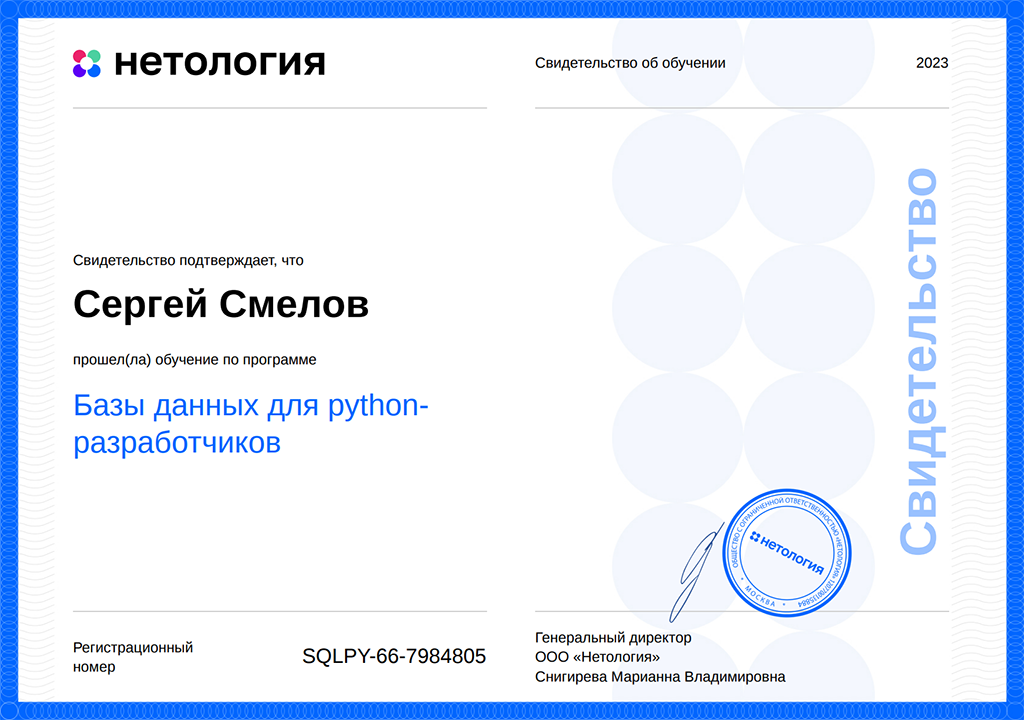 нетология
Свидетельство об обучении
2023
Свидетельство подтверждает, что
Сергей Смелов
прошел(ла) обучение по программе
Базы данных для python-
разработчиков
Свидетельство
ОБЩЕСТВО С ОГРАНИЧЕННОЙ ОТВЕТСТВЕННОСТЬЮ «НЕТОЛОГИЯ»
нетология
МОСКВА
Регистрационный
номер
SQLPY-66-7984805
Генеральный директор
ООО «Нетология»
Снигирева Марианна Владимировна